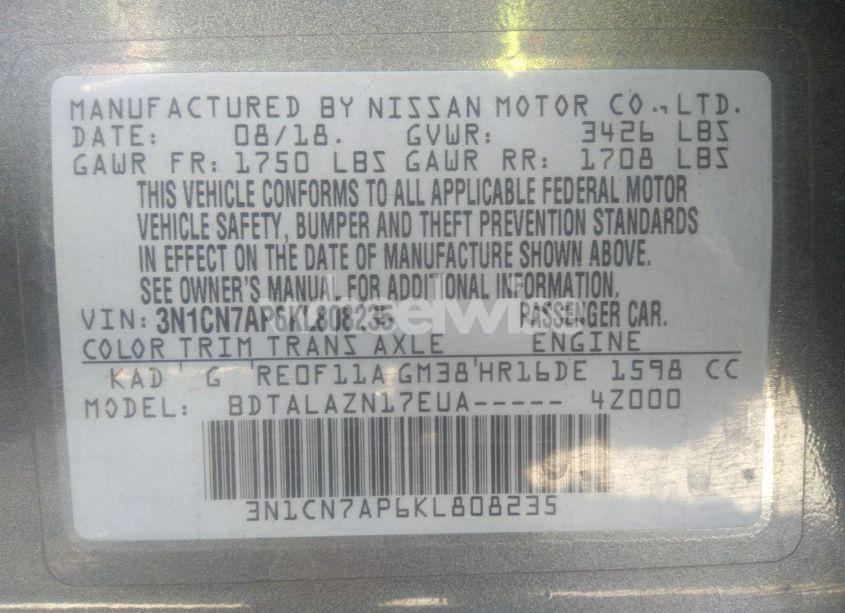 MANUFACTURED BY NISSAN MOTOR CO., LTD.
DATE: 08/18. GVWR: 3426 LBS
GAWR FR: 1750 LBS GAWR RR: 1708 LBS
THIS VEHICLE CONFORMS TO ALL APPLICABLE FEDERAL MOTOR
VEHICLE SAFETY, BUMPER AND THEFT PREVENTION STANDARDS
IN EFFECT ON THE DATE OF MANUFACTURE SHOWN ABOVE.
SEE OWNER'S MANUAL FOR ADDITIONAL INFORMATION.
VIN: 3N1CN7AP6KL808235 PASSENGER CAR.
COLOR TRIM TRANS AXLE ENGINE
KAD ' G 'RE0F11A GM38'HR16DE 1598 CC
MODEL: BDTALAZN17EUA----- 4Z000
3N1CN7AP6KL808235